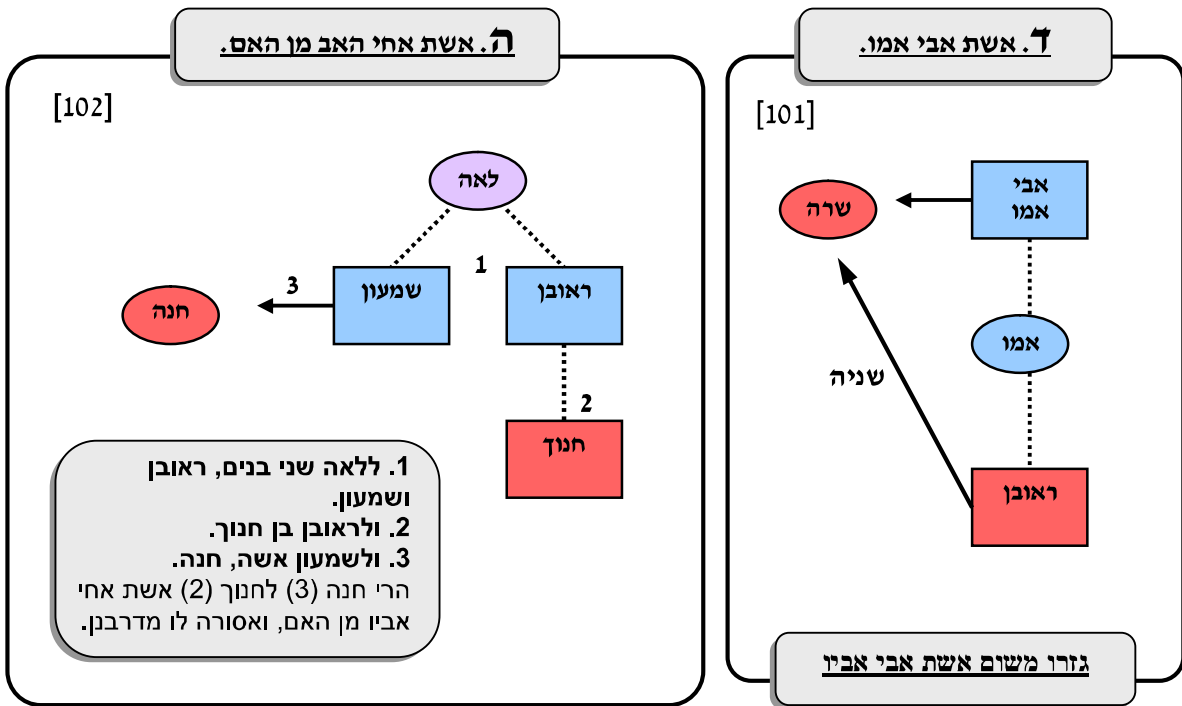 ד. אשת אבי אמו.
[101]
אבי
אמו
שרה
אמו
שניה
ראובן
גזרו משום אשת אבי אביו
ה. אשת אחי האב מן האם.
[102]
לאה
1
ראובן
שמעון
3
חנה
2
חנוך
1. ללאה שני בנים, ראובן
ושמעון.
2. ולראובן בן חנוך.
3. ולשמעון אשה, חנה.
הרי חנה (3) לחנוך (2) אשת אחי
אביו מן האם, ואסורה לו מדרבנן.